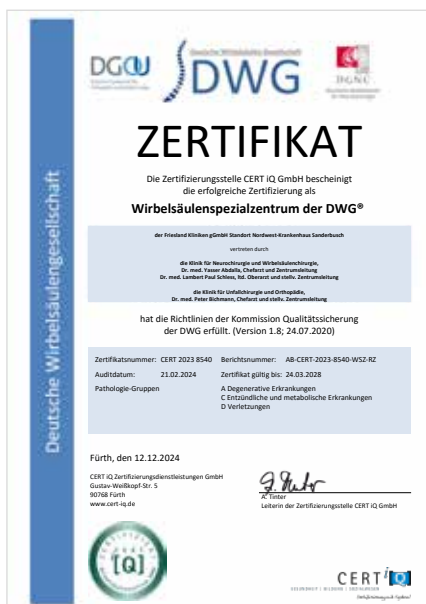 Deutsche Wirbelsäulengesellschaft
DGOU
Deutsche Wirbelsäulengesellschaft
DWG
DGNC
ZERTIFIKAT
Die Zertifizierungsstelle CERT iQ GmbH bescheinigt
die erfolgreiche Zertifizierung als
Wirbelsäulenspezialzentrum der DWG®
der Friesland Kliniken gGmbH Standort Nordwest-Krankenhaus Sanderbusch
vertreten durch
die Klinik für Neurochirurgie und Wirbelsäulenchirurgie,
Dr. med. Yasser Abdalla, Chefarzt und Zentrumsleitung
Dr. med. Lambert Paul Schless, ltd. Oberarzt und stellv. Zentrumsleitung
die Klinik für Unfallchirurgie und Orthopädie,
Dr. med. Peter Bichmann, Chefarzt und stellv. Zentrumsleitung
hat die Richtlinien der Kommission Qualitätssicherung
der DWG erfüllt. (Version 1.8; 24.07.2020)
Zertifikatsnummer: CERT 2023 8540 Berichtsnummer: AB-CERT-2023-8540-WSZ-RZ
Auditdatum: 21.02.2024 Zertifikat gültig bis: 24.03.2028
Pathologie-Gruppen A Degenerative Erkrankungen
C Entzündliche und metabolische Erkrankungen
D Verletzungen
Fürth, den 12.12.2024
CERT iQ Zertifizierungsdienstleistungen GmbH
Gustav-Weißkopf-Str. 5
90768 Fürth
www.cert-iq.de
A. Tinter
Leiterin der Zertifizierungsstelle CERT iQ GmbH
[Q]
CERT iQ